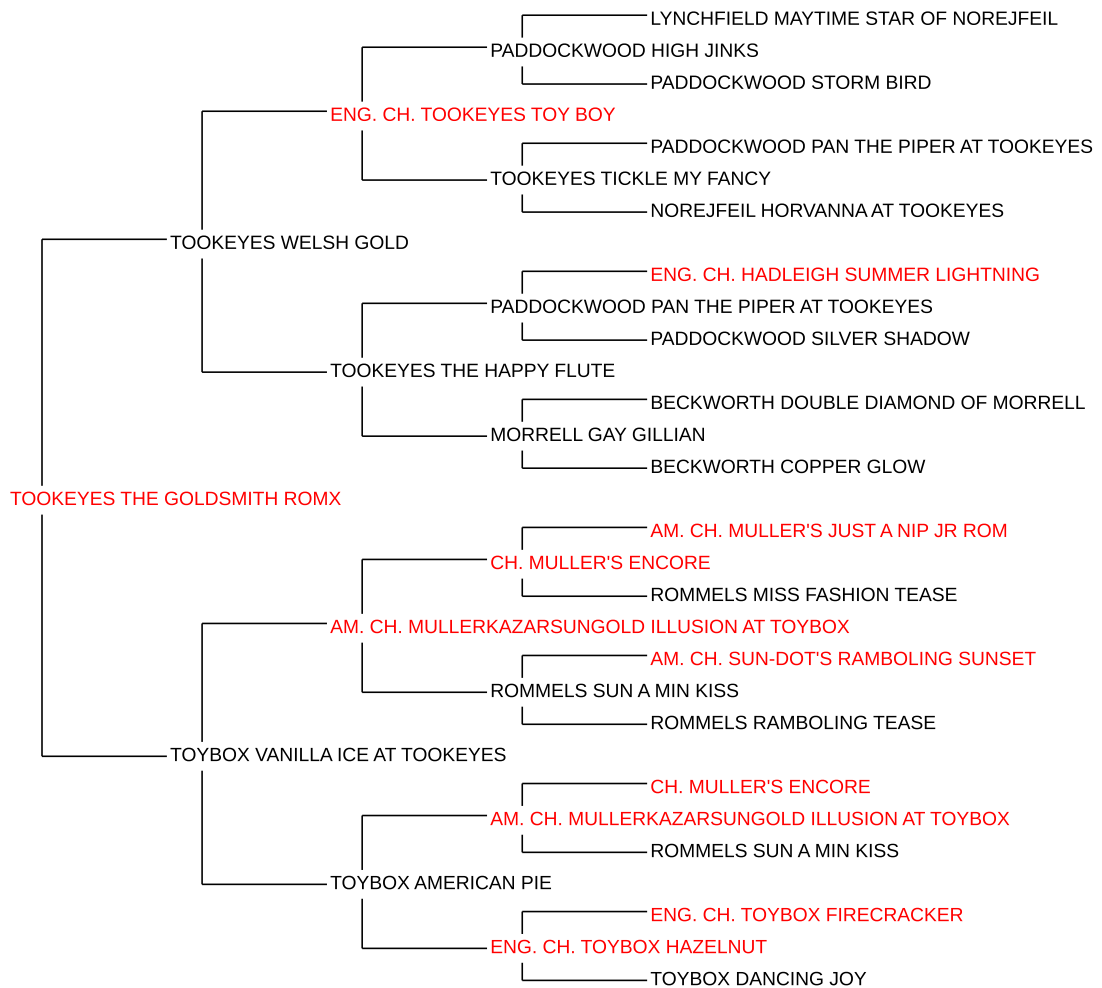 LYNCHFIELD MAYTIME STAR OF NOREJFEIL
PADDOCKWOOD HIGH JINKS
PADDOCKWOOD STORM BIRD
ENG. CH. TOOKEYES TOY BOY
PADDOCKWOOD PAN THE PIPER AT TOOKEYES
TOOKEYES TICKLE MY FANCY
NOREJFEIL HORVANNA AT TOOKEYES
TOOKEYES WELSH GOLD
ENG. CH. HADLEIGH SUMMER LIGHTNING
PADDOCKWOOD PAN THE PIPER AT TOOKEYES
PADDOCKWOOD SILVER SHADOW
TOOKEYES THE HAPPY FLUTE
BECKWORTH DOUBLE DIAMOND OF MORRELL
MORRELL GAY GILLIAN
BECKWORTH COPPER GLOW
TOOKEYES THE GOLDSMITH ROMX
AM. CH. MULLER'S JUST A NIP JR ROM
CH. MULLER'S ENCORE
ROMMELS MISS FASHION TEASE
AM. CH. MULLERKAZARSUNGOLD ILLUSION AT TOYBOX
AM. CH. SUN-DOT'S RAMBOLING SUNSET
ROMMELS SUN A MIN KISS
ROMMELS RAMBOLING TEASE
TOYBOX VANILLA ICE AT TOOKEYES
CH. MULLER'S ENCORE
AM. CH. MULLERKAZARSUNGOLD ILLUSION AT TOYBOX
ROMMELS SUN A MIN KISS
TOYBOX AMERICAN PIE
ENG. CH. TOYBOX FIRECRACKER
ENG. CH. TOYBOX HAZELNUT
TOYBOX DANCING JOY